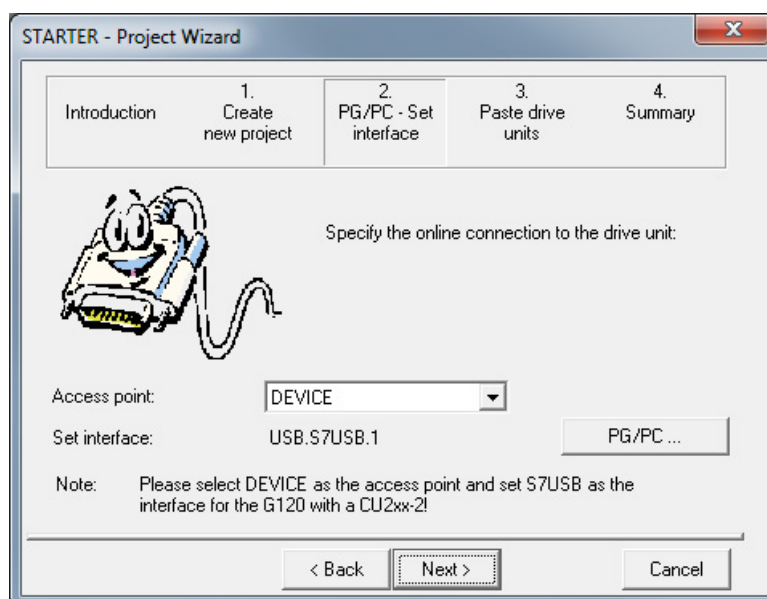 STARTER - Project Wizard
Introduction
1.
Create
new project
2.
PG/PC - Set
interface
3.
Paste drive
units
4.
Summary
Specify the online connection to the drive unit:
Access point:
DEVICE
Set interface:
USB.S7USB.1
PG/PC ...
Note: Please select DEVICE as the access point and set S7USB as the
interface for the G120 with a CU2xx-2!
< Back
Next >
Cancel